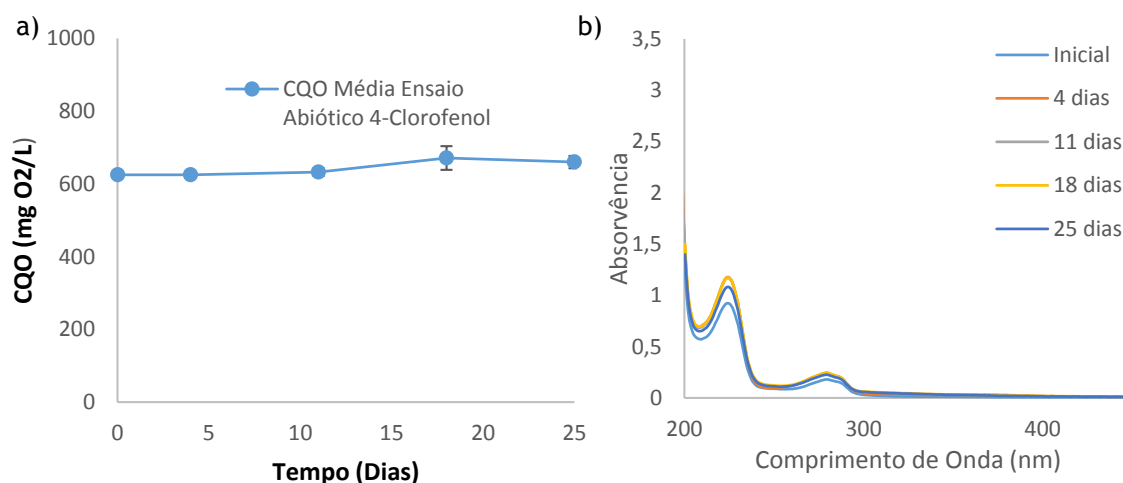 a)
1000
800
600
400
200
0
CQO (mg O2/L)
CQO Média Ensaio
Abiótico 4-Clorofenol
0 5 10 15 20 25
Tempo (Dias)
b)
3,5
3
2,5
2
1,5
1
0,5
0
Absorvência
Inicial
4 dias
11 dias
18 dias
25 dias
200 300 400
Comprimento de Onda (nm)